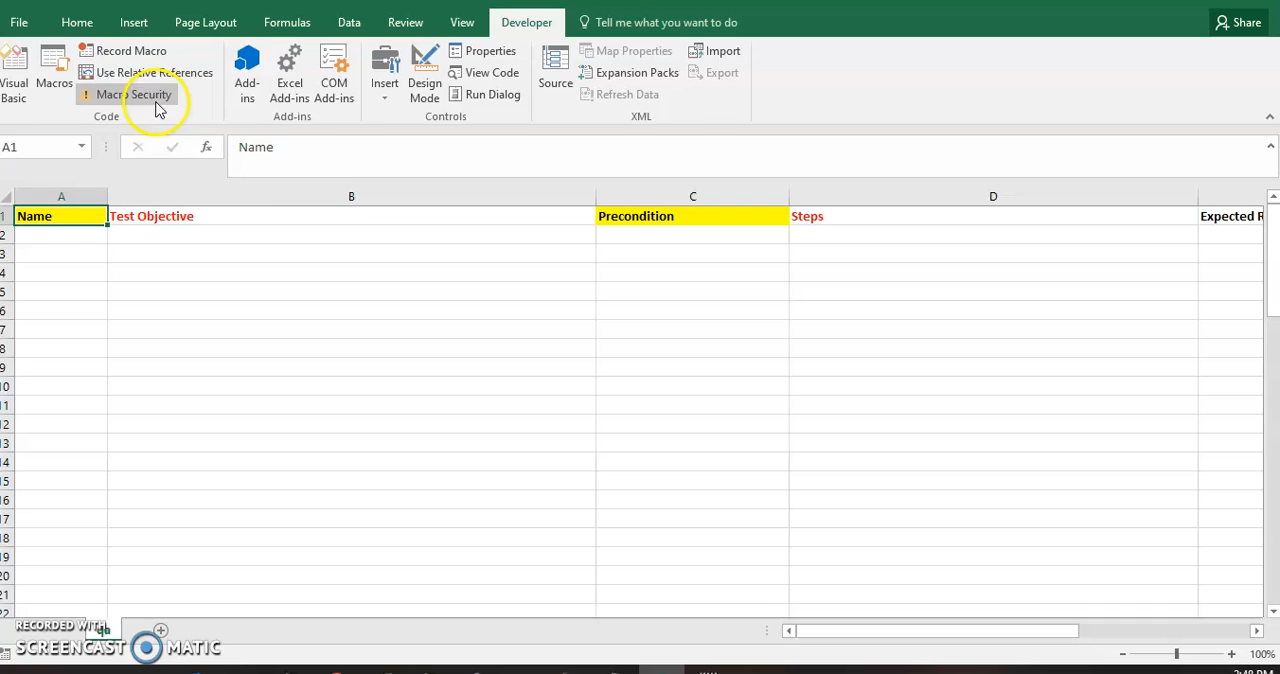 File Home Insert Page Layout Formulas Data Review View Developer Tell me what you want to do Share
Visual Basic
Macros
Record Macro
Use Relative References
Macro Security
Code
Add-ins
Excel Add-ins
COM Add-ins
Add-ins
Insert
Design Mode
Properties
View Code
Run Dialog
Controls
Source
Map Properties
Expansion Packs
Refresh Data
Import
Export
XML
A1 fx Name
A B C D
1 Name Test Objective Precondition Steps Expected R
2
3
4
5
6
7
8
9
10
11
12
13
14
15
16
17
18
19
20
21
22
RECORDED WITH
SCREENCAST MATIC
100%